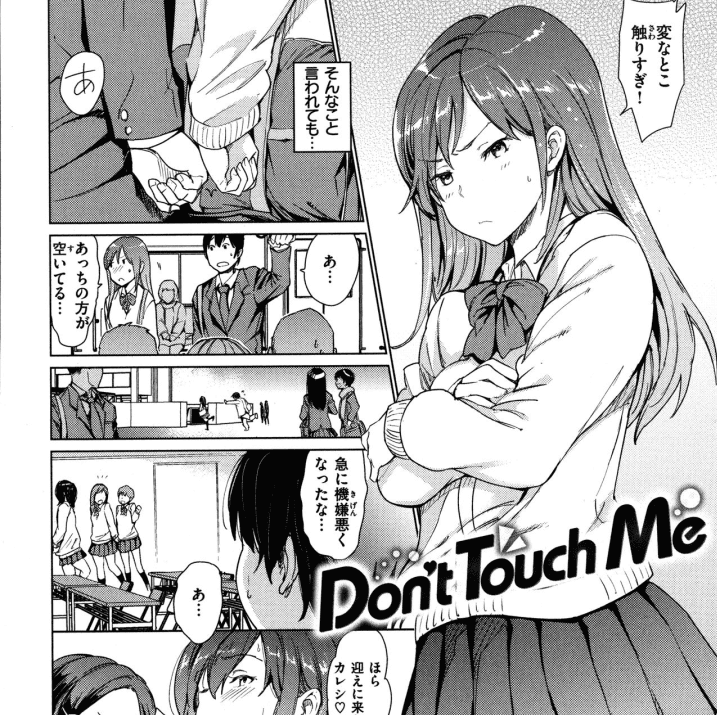 変なとこ
触りすぎ！
そんなこと
言われても…
あ
あ…
あっちの方が
空いてる…
急に機嫌悪く
なったな…
あ…
Don't Touch Me
ほら
迎えに来
カレシ♡